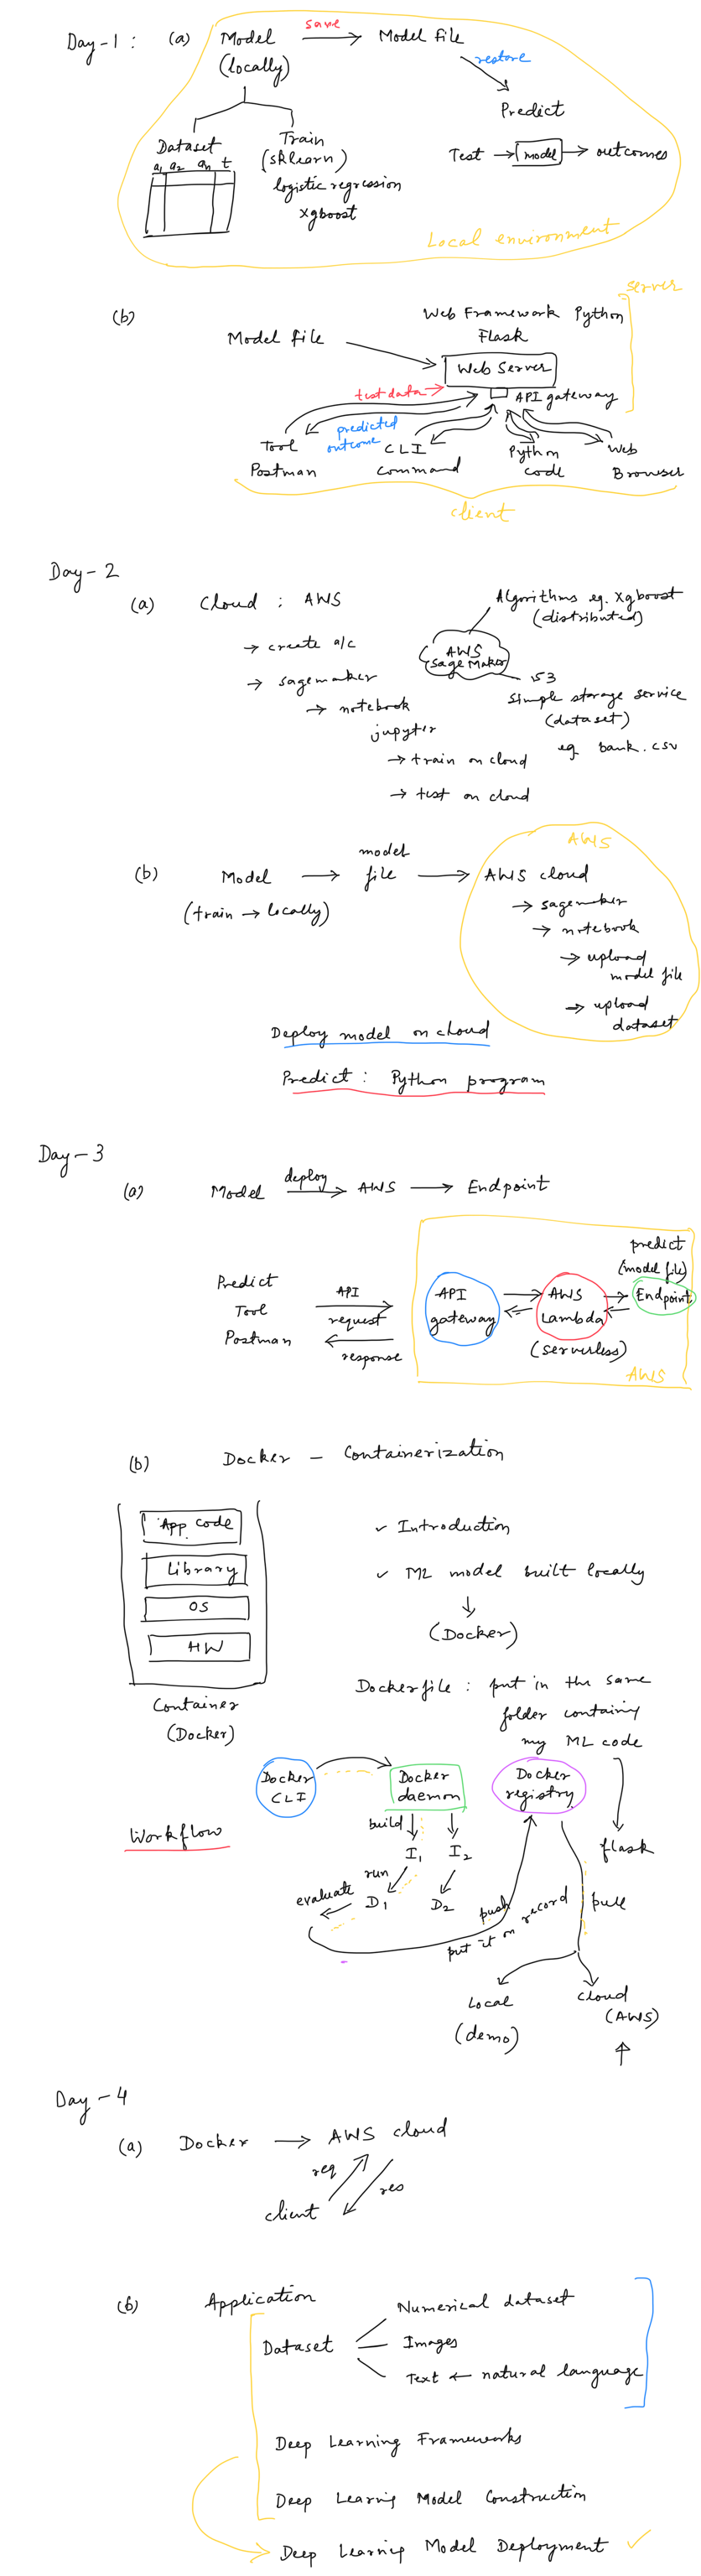 Day-1 : (a) Model save Model file
(locally) restore
Predict
Dataset Train
a1 a2 an t (sklearn) Test → model → outcomes
logistic regression
xgboost
Local environment
server
(b) Web Framework Python
Model file Flask
Web Server
test data → API gateway
predicted
outcome
Tool CLI Python Web
Postman command code Browser
client
Day-2
(a) Cloud : AWS Algorithms eg. xgboost
(distributed)
→ create a/c AWS
SageMaker
→ sagemaker S3
→ notebook Simple storage service
jupyter (dataset)
→ train on cloud eg bank.csv
→ test on cloud
AWS
(b) Model → model file → AWS cloud
(train → locally) → sagemaker
→ notebook
→ upload
model file
→ upload
dataset
Deploy model on cloud
Predict : Python program
Day-3
(a) Model deploy → AWS → Endpoint
predict
(model file)
Predict API API AWS Endpoint
Tool request gateway Lambda
Postman response (serverless)
AWS
(b) Docker - Containerization
App code ✓ Introduction
Library ✓ ML model built locally
OS ↓
HW (Docker)
Container Dockerfile : put in the same
(Docker) folder containing
my ML code
Docker Docker Docker
CLI daemon registry
Workflow build I1 I2 flask
run
evaluate D1 D2 push pull
put it on record
Local cloud
(demo) (AWS)
↑
Day-4
(a) Docker → AWS cloud
req res
client
(b) Application Numerical dataset
Dataset Images
Text ← natural language
Deep Learning Frameworks
Deep Learnig Model Construction
Deep Learnig Model Deployment ✓